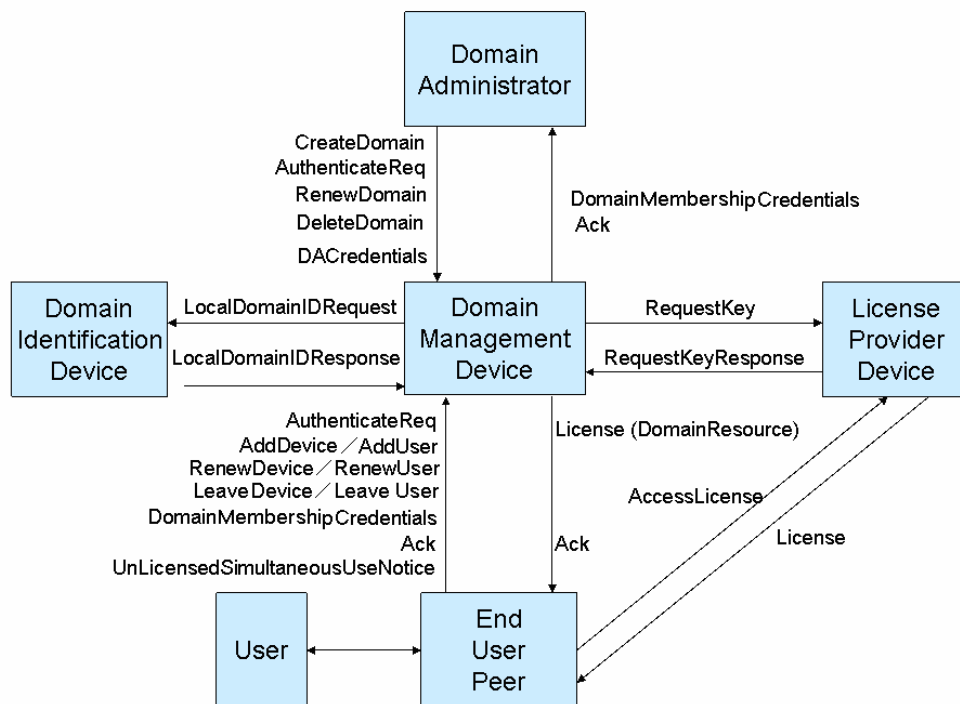 Domain
Administrator
CreateDomain
AuthenticateReq
RenewDomain
DeleteDomain
DACredentials
DomainMembershipCredentials
Ack
Domain
Identification
Device
LocalDomainIDRequest
LocalDomainIDResponse
Domain
Management
Device
RequestKey
RequestKeyResponse
License
Provider
Device
AuthenticateReq
AddDevice／AddUser
RenewDevice／RenewUser
LeaveDevice／Leave User
DomainMembershipCredentials
Ack
UnLicensedSimultaneousUseNotice
License (DomainResource)
Ack
AccessLicense
License
User
End
User
Peer